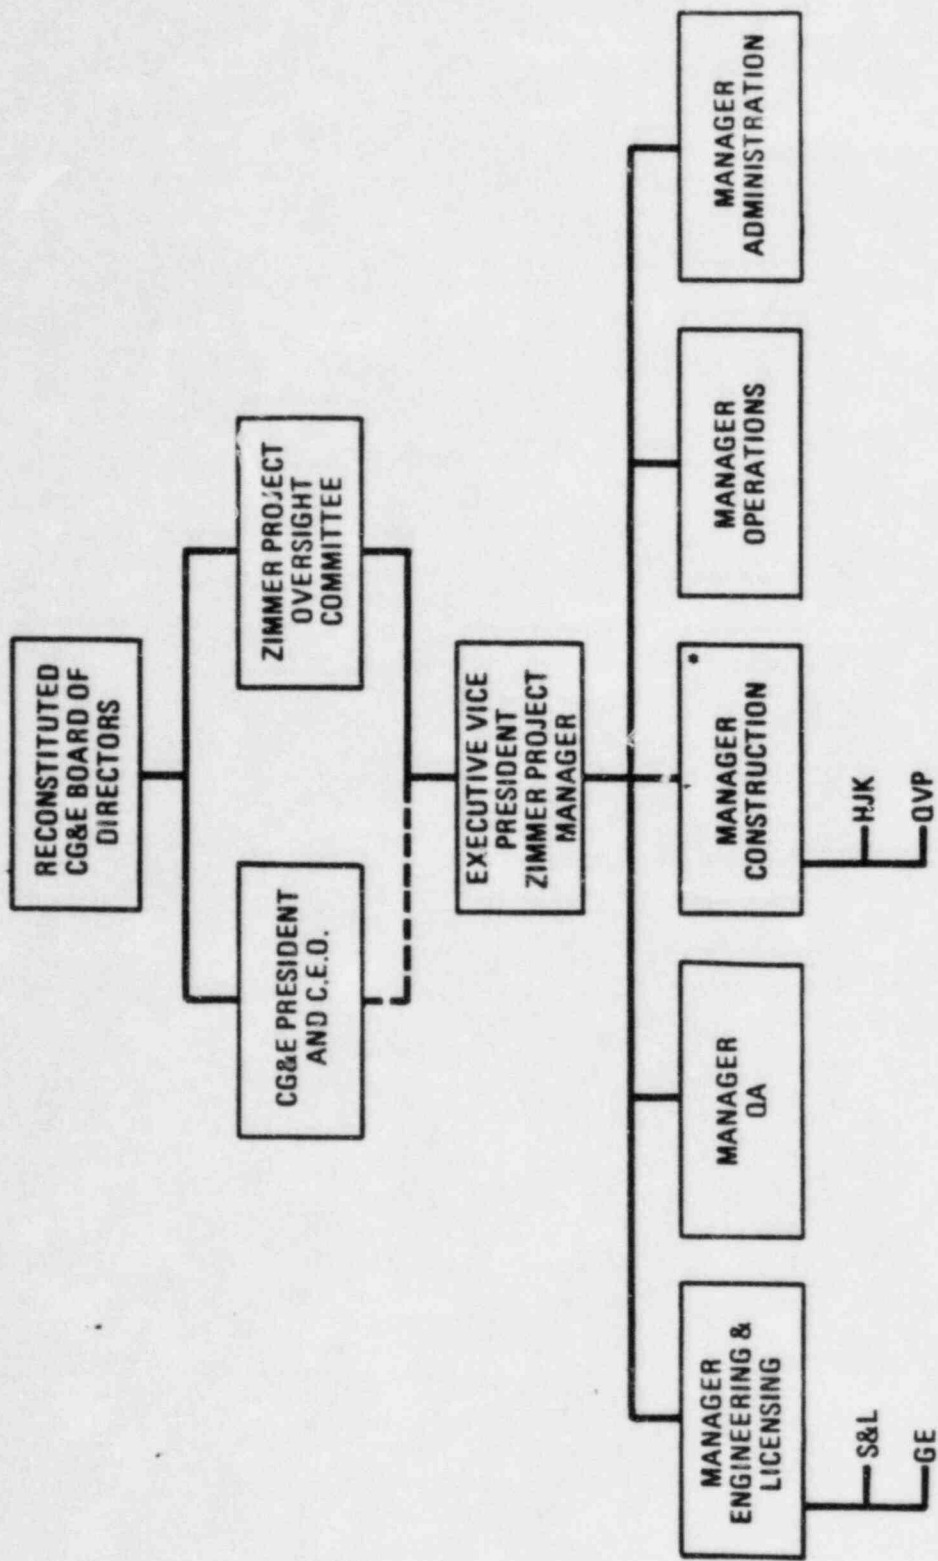 RECONSTITUTED
CG&E BOARD OF
DIRECTORS
CG&E PRESIDENT
AND C.E.O.
ZIMMER PROJECT
OVERSIGHT
COMMITTEE
EXECUTIVE VICE
PRESIDENT
ZIMMER PROJECT
MANAGER
MANAGER
ENGINEERING &
LICENSING
S&L
GE
MANAGER
QA
MANAGER
CONSTRUCTION
HJK
QVP
MANAGER
OPERATIONS
MANAGER
ADMINISTRATION